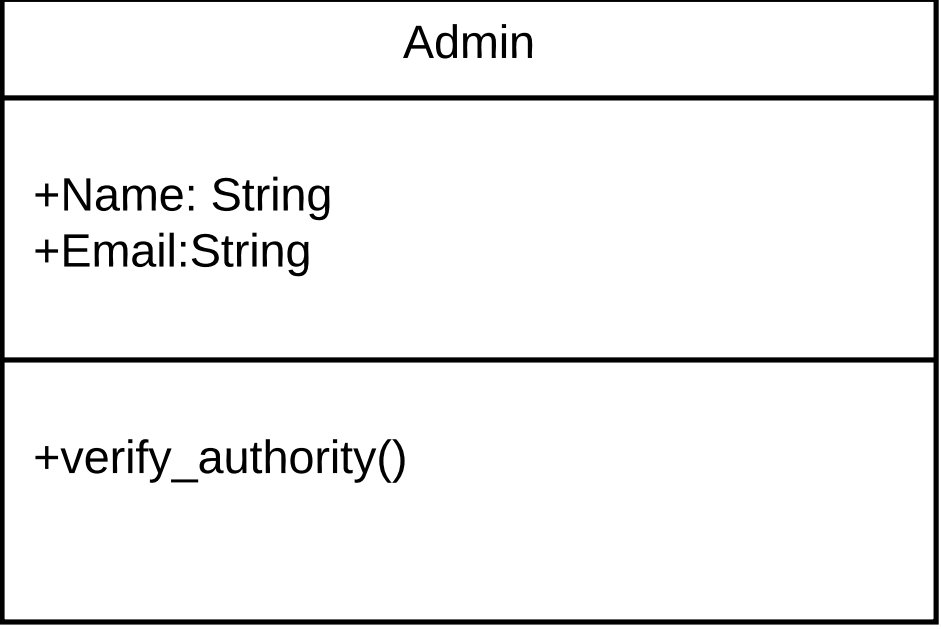 Admin
+Name: String
+Email:String
+verify_authority()